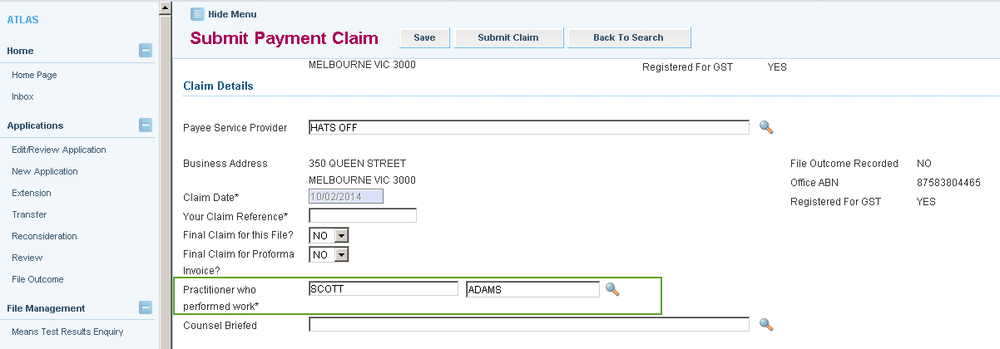 ATLAS
Home
Home Page
Inbox
Applications
Edit/Review Application
New Application
Extension
Transfer
Reconsideration
Review
File Outcome
File Management
Means Test Results Enquiry
Hide Menu
Submit Payment Claim
Save
Submit Claim
Back To Search
MELBOURNE VIC 3000
Registered For GST YES
Claim Details
Payee Service Provider HATS OFF
Business Address 350 QUEEN STREET
File Outcome Recorded NO
MELBOURNE VIC 3000
Office ABN 87583804465
Claim Date* 10/02/2014
Registered For GST YES
Your Claim Reference*
Final Claim for this File? NO
Final Claim for Proforma NO
Invoice?
Practitioner who SCOTT ADAMS
performed work*
Counsel Briefed